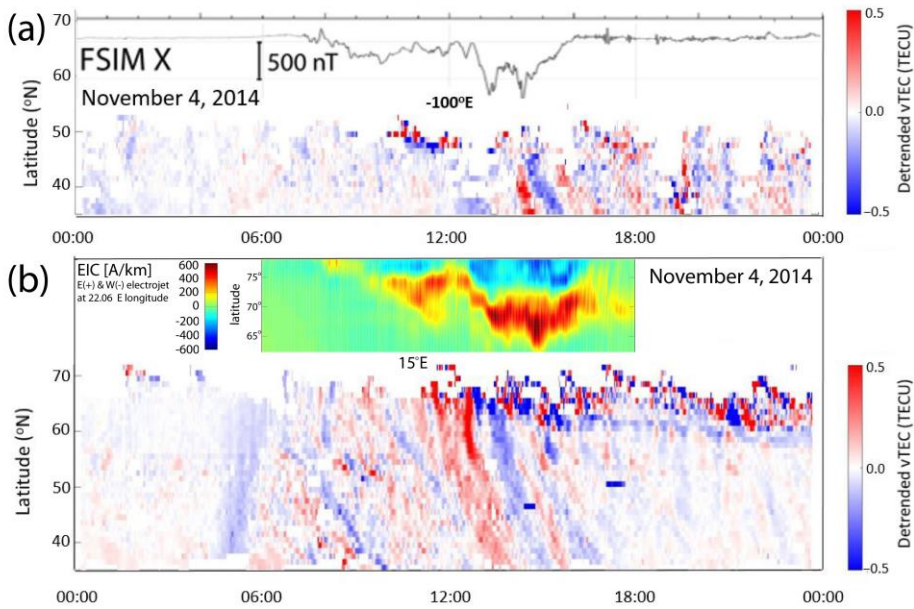 (a)
70
60
50
40
Latitude (°N)
FSIM X
500 nT
November 4, 2014
-100°E
00:00 06:00 12:00 18:00 00:00
0.5
0.0
−0.5
Detrended vTEC (TECU)
(b)
EIC [A/km]
E(+) & W(-) electrojet
at 22.06 E longitude
600
400
200
0
-200
-400
-600
latitude
75°
70°
65°
November 4, 2014
15°E
70
60
50
40
Latitude (°N)
00:00 06:00 12:00 18:00 00:00
0.5
0.0
−0.5
Detrended vTEC (TECU)